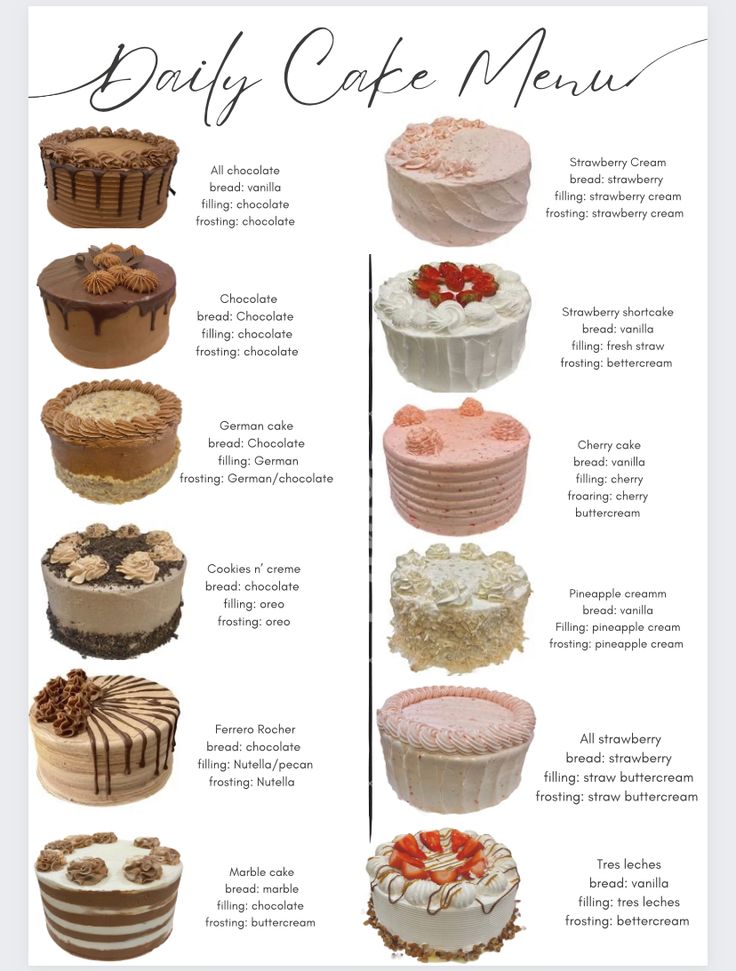 Daily Cake Menu
All chocolate
bread: vanilla
filling: chocolate
frosting: chocolate
Chocolate
bread: Chocolate
filling: chocolate
frosting: chocolate
German cake
bread: Chocolate
filling: German
frosting: German/chocolate
Cookies n' creme
bread: chocolate
filling: oreo
frosting: oreo
Ferrero Rocher
bread: chocolate
filling: Nutella/pecan
frosting: Nutella
Marble cake
bread: marble
filling: chocolate
frosting: buttercream
Strawberry Cream
bread: strawberry
filling: strawberry cream
frosting: strawberry cream
Strawberry shortcake
bread: vanilla
filling: fresh straw
frosting: bettercream
Cherry cake
bread: vanilla
filling: cherry
froaring: cherry
buttercream
Pineapple creamm
bread: vanilla
Filling: pineapple cream
frosting: pineapple cream
All strawberry
bread: strawberry
filling: straw buttercream
frosting: straw buttercream
Tres leches
bread: vanilla
filling: tres leches
frosting: bettercream